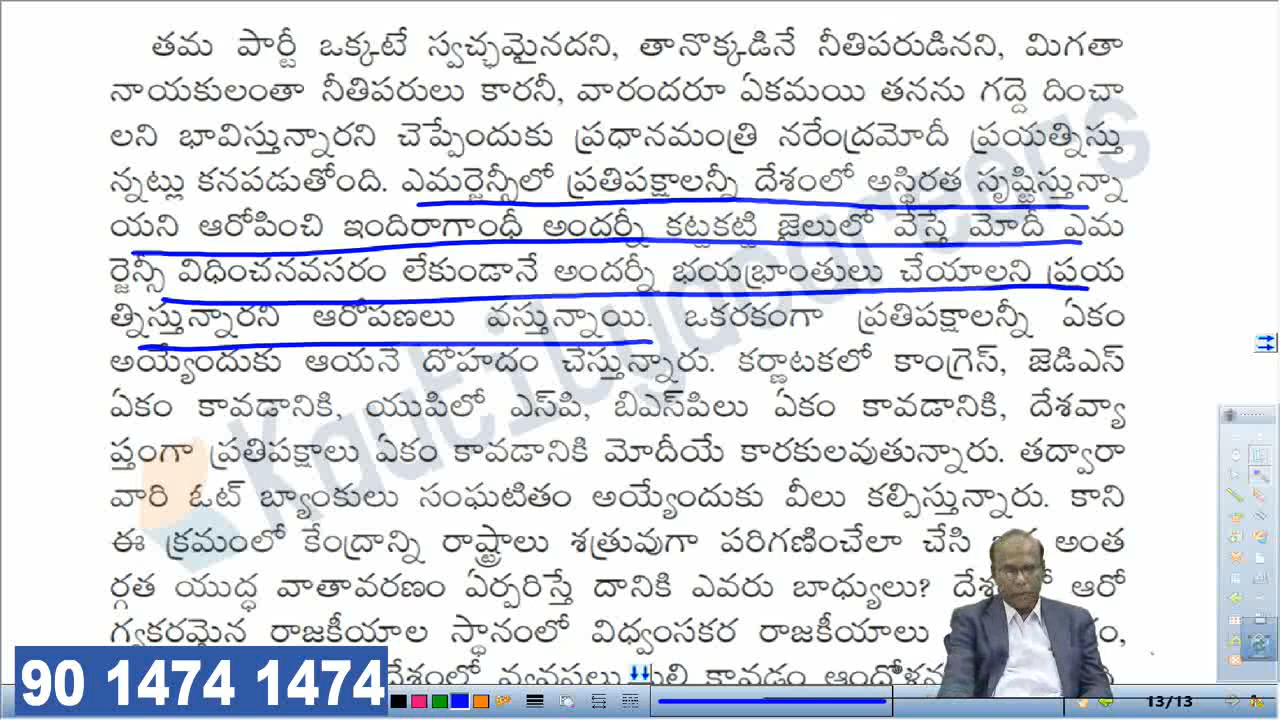 తమ పార్టీ ఒక్కటే స్వచ్ఛమైనదని, తానొక్కడినే నీతిపరుడినని, మిగతా
నాయకులంతా నీతిపరులు కారనీ, వారందరూ ఏకమయి తనను గద్దె దించా
లని భావిస్తున్నారని చెప్పేందుకు ప్రధానమంత్రి నరేంద్రమోదీ ప్రయత్నిస్తు
న్నట్లు కనపడుతోంది. ఎమర్జెన్సీలో ప్రతిపక్షాలన్నీ దేశంలో అస్థిరత సృష్టిస్తున్నా
యని ఆరోపించి ఇందిరాగాంధీ అందర్నీ కట్టకట్టి జైలులో వేస్తే మోదీ ఎమ
ర్జెన్సీ విధించనవసరం లేకుండానే అందర్నీ భయభ్రాంతులు చేయాలని ప్రయ
త్నిస్తున్నారని ఆరోపణలు వస్తున్నాయి. ఒకరకంగా ప్రతిపక్షాలన్నీ ఏకం
అయ్యేందుకు ఆయనే దోహదం చేస్తున్నారు. కర్ణాటకలో కాంగ్రెస్, జెడిఎస్
ఏకం కావడానికి, యుపిలో ఎస్‌పి, బిఎస్‌పిలు ఏకం కావడానికి, దేశవ్యా
ప్తంగా ప్రతిపక్షాలు ఏకం కావడానికి మోదీయే కారకులవుతున్నారు. తద్వారా
వారి ఓట్ బ్యాంకులు సంఘటితం అయ్యేందుకు వీలు కల్పిస్తున్నారు. కాని
ఈ క్రమంలో కేంద్రాన్ని రాష్ట్రాలు శత్రువుగా పరిగణించేలా చేసి అంత
ర్గత యుద్ధ వాతావరణం ఏర్పరిస్తే దానికి ఎవరు బాధ్యులు? ఆరో
గ్యకరమైన రాజకీయాల స్థానంలో విధ్వంసకర రాజకీయాలు
దేశంలో కావడం
Kautilyacareers
90 1474 1474
13/13